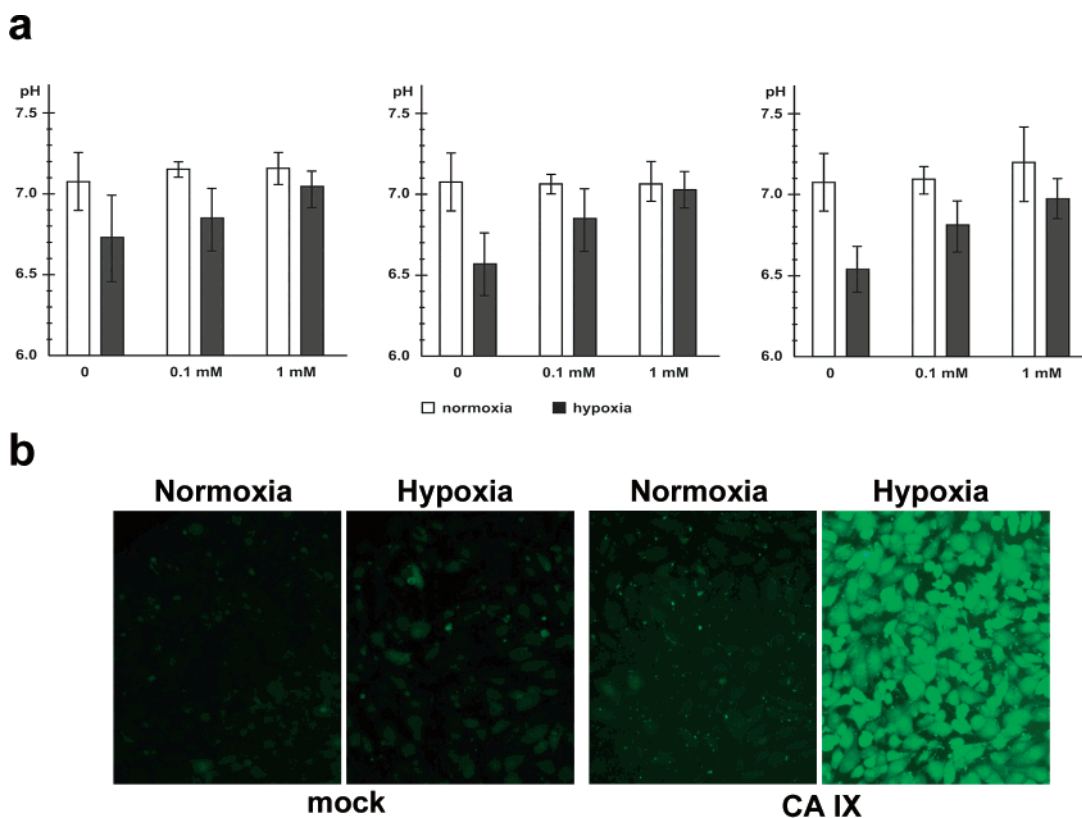 a
pH pH pH
7.5 7.5 7.5
7.0 7.0 7.0
6.5 6.5 6.5
6.0 6.0 6.0
0 0.1 mM 1 mM 0 0.1 mM 1 mM 0 0.1 mM 1 mM
normoxia hypoxia
b
Normoxia Hypoxia Normoxia Hypoxia
mock CA IX